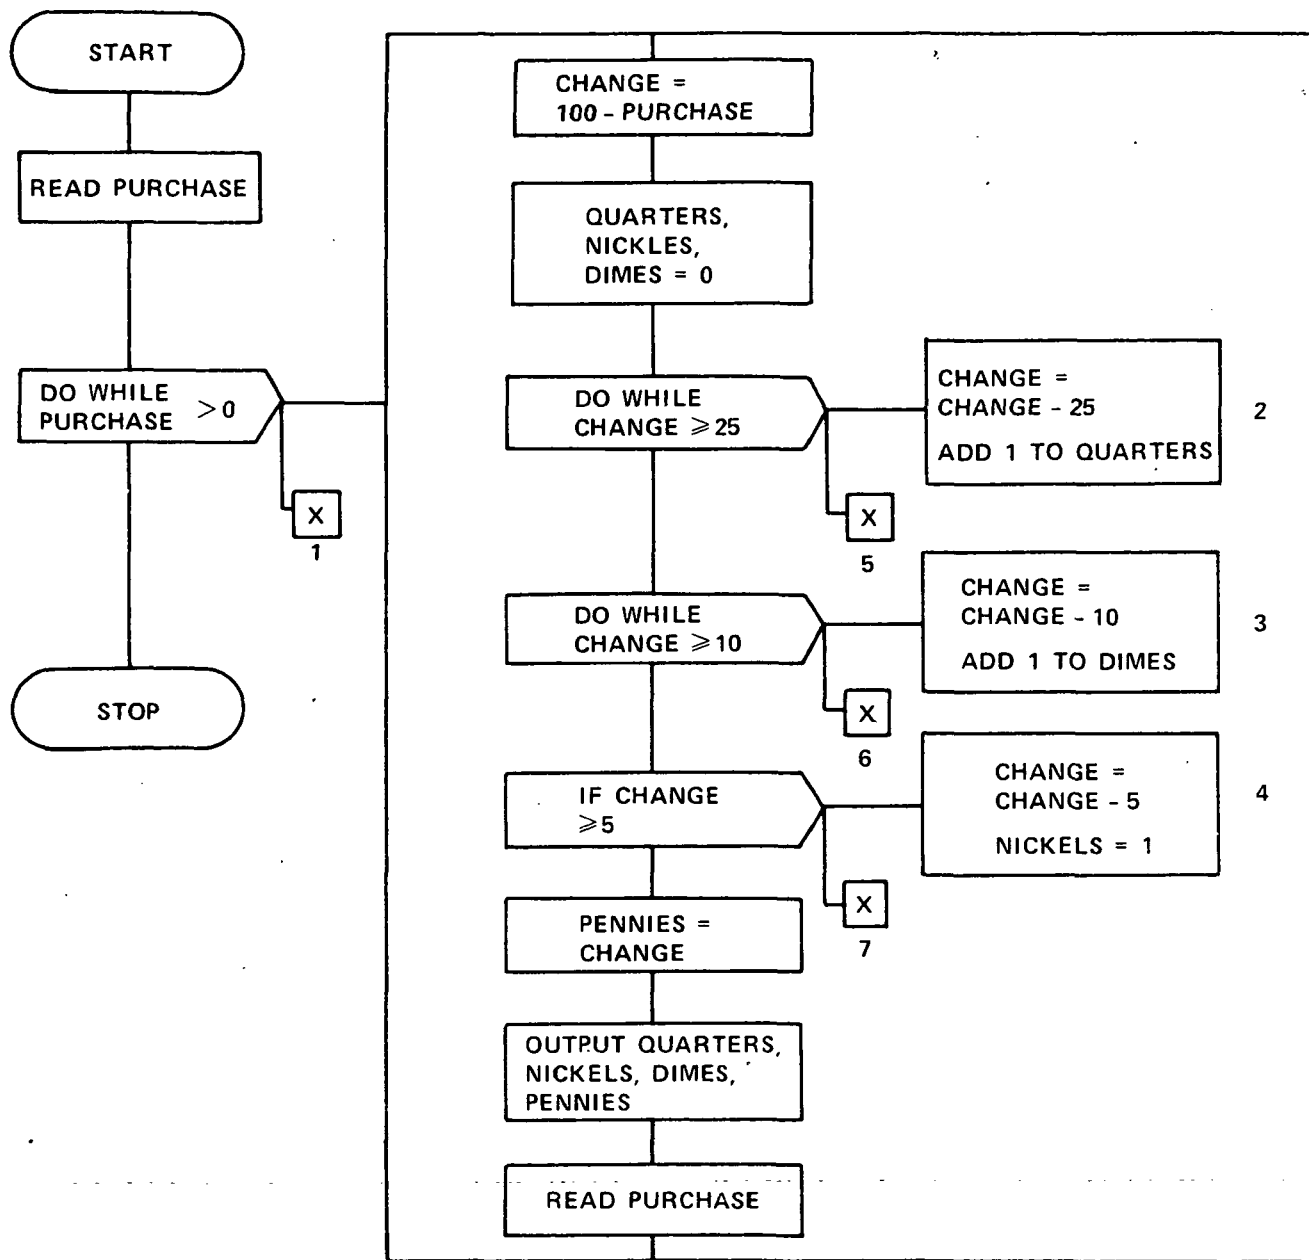 START
READ PURCHASE
DO WHILE
PURCHASE >0
X
1
STOP
CHANGE =
100 - PURCHASE
QUARTERS,
NICKLES,
DIMES = 0
DO WHILE
CHANGE ≥25
X
5
CHANGE =
CHANGE - 25
ADD 1 TO QUARTERS
2
DO WHILE
CHANGE ≥10
X
6
CHANGE =
CHANGE - 10
ADD 1 TO DIMES
3
IF CHANGE
≥5
X
7
CHANGE =
CHANGE - 5
NICKELS = 1
4
PENNIES =
CHANGE
OUTPUT QUARTERS,
NICKELS, DIMES,
PENNIES
READ PURCHASE